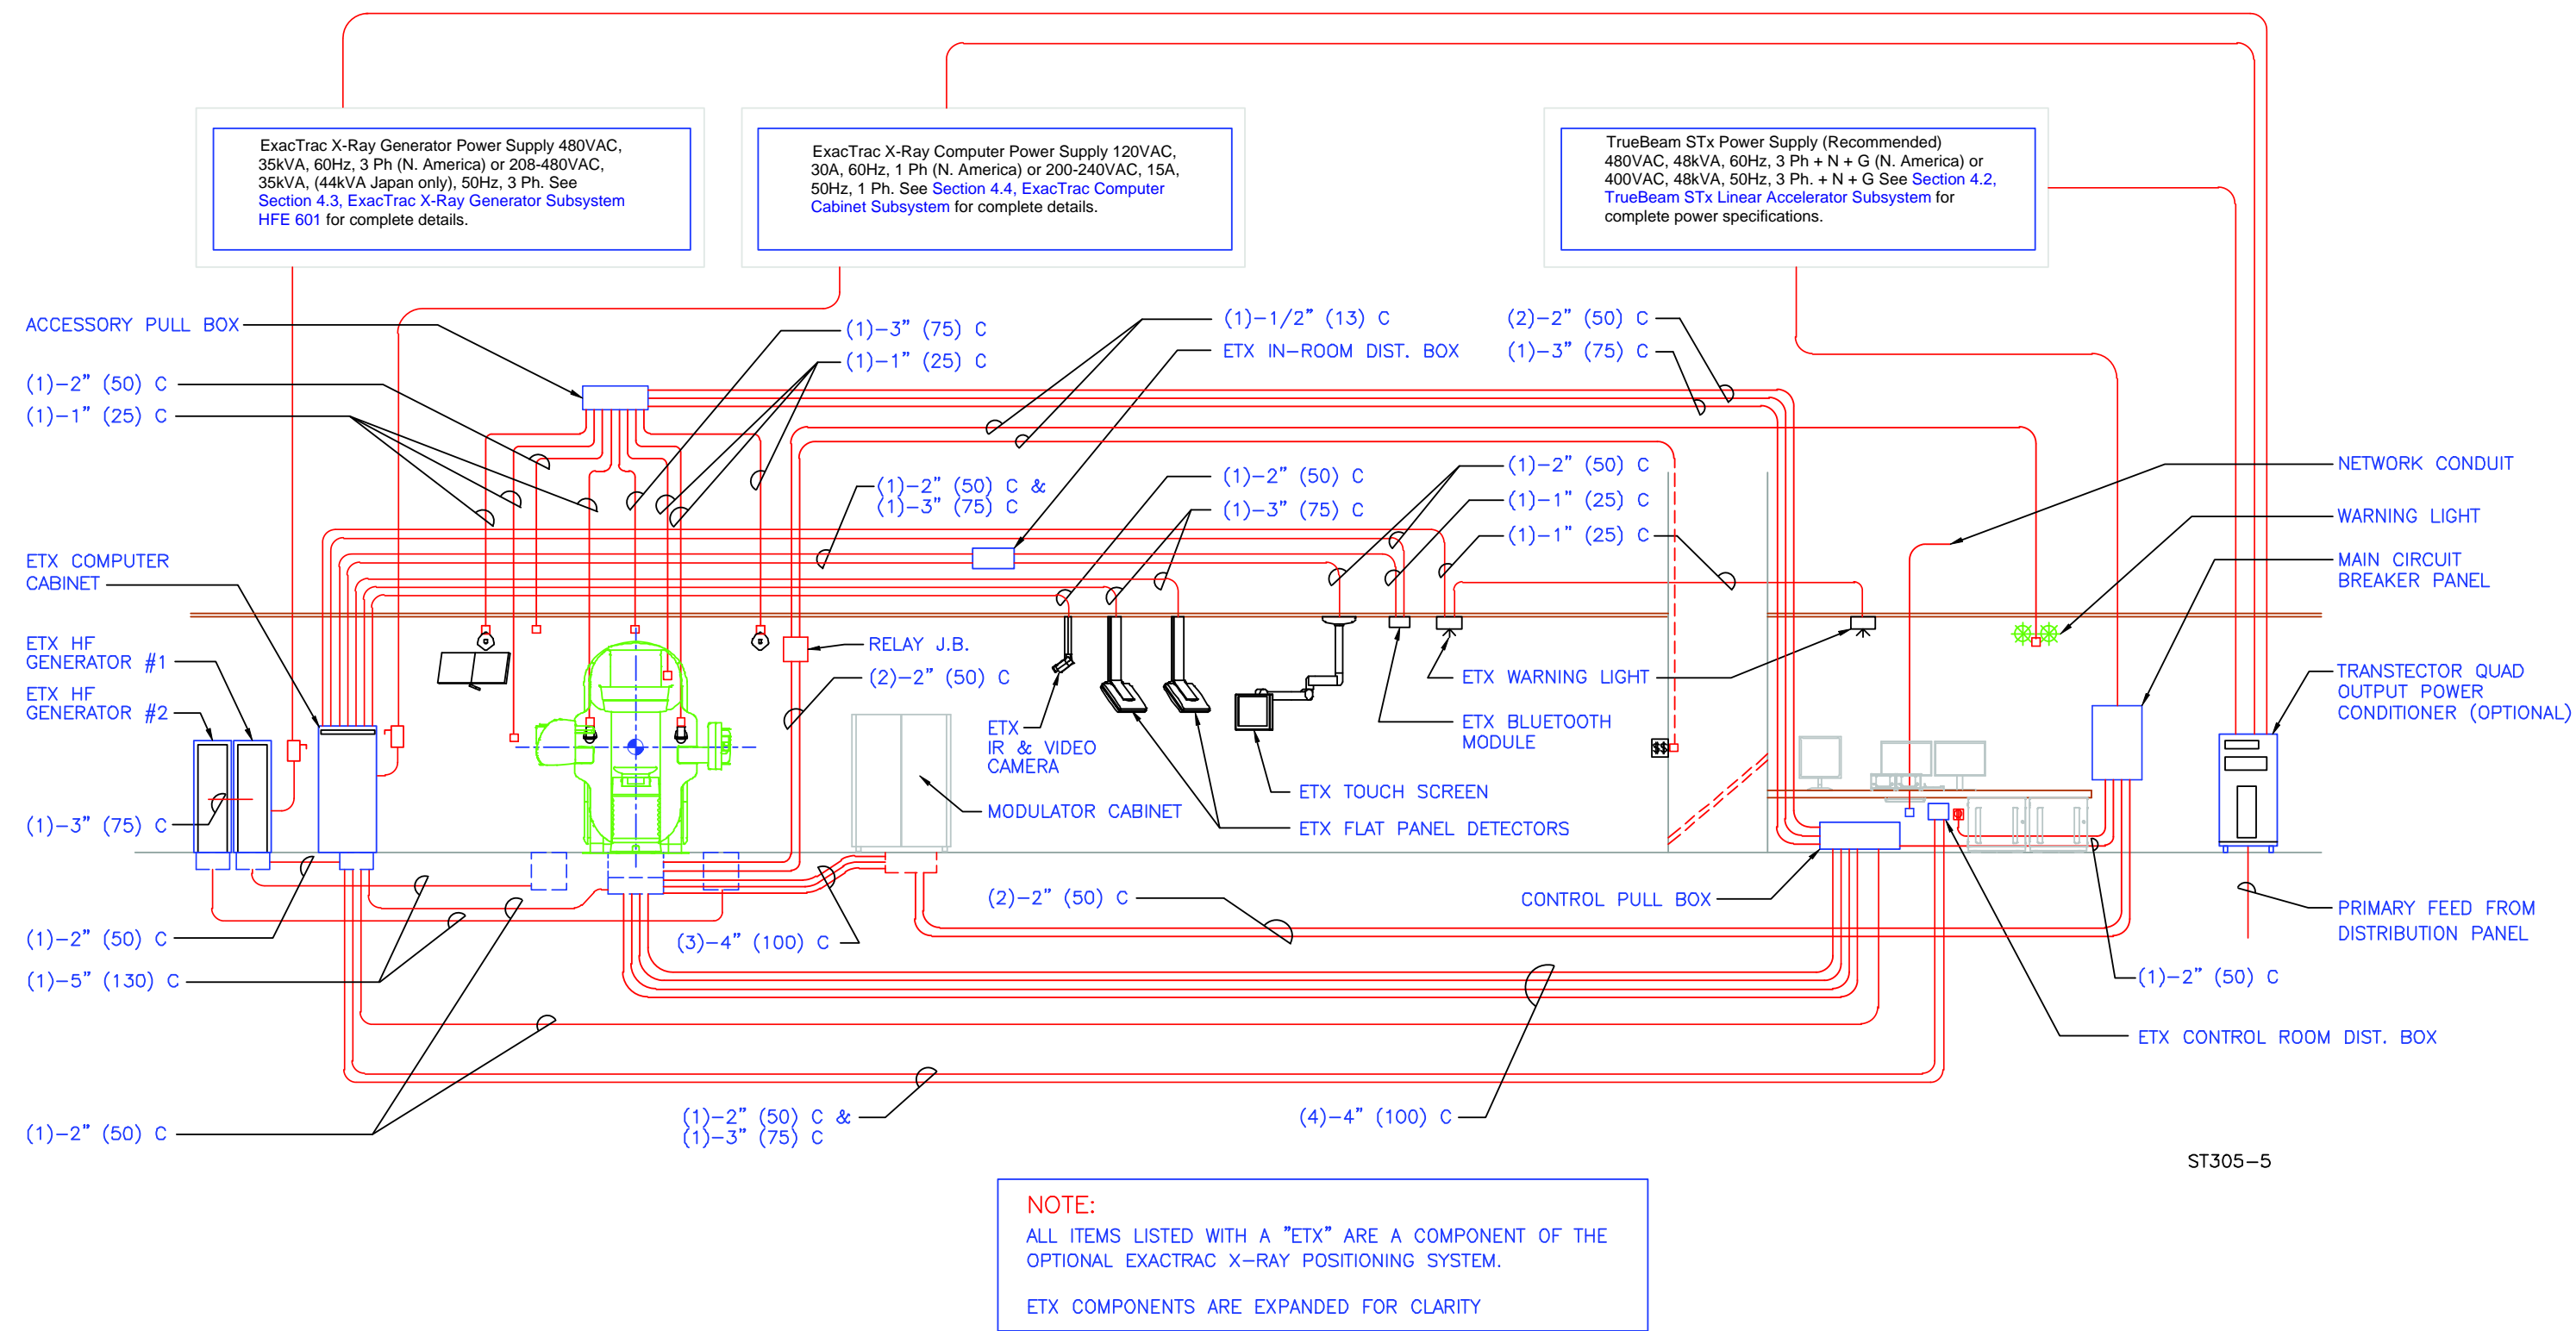 ExacTrac X-Ray Generator Power Supply 480VAC,
35kVA, 60Hz, 3 Ph (N. America) or 208-480VAC,
35kVA, (44kVA Japan only), 50Hz, 3 Ph. See
Section 4.3, ExacTrac X-Ray Generator Subsystem
HFE 601 for complete details.
ExacTrac X-Ray Computer Power Supply 120VAC,
30A, 60Hz, 1 Ph (N. America) or 200-240VAC, 15A,
50Hz, 1 Ph. See Section 4.4, ExacTrac Computer
Cabinet Subsystem for complete details.
TrueBeam STx Power Supply (Recommended)
480VAC, 48kVA, 60Hz, 3 Ph + N + G (N. America) or
400VAC, 48kVA, 50Hz, 3 Ph. + N + G See Section 4.2,
TrueBeam STx Linear Accelerator Subsystem for
complete power specifications.
ACCESSORY PULL BOX
(1)-2" (50) C
(1)-1" (25) C
(1)-3" (75) C
(1)-1" (25) C
(1)-1/2" (13) C
ETX IN-ROOM DIST. BOX
(2)-2" (50) C
(1)-3" (75) C
(1)-2" (50) C &
(1)-3" (75) C
(1)-2" (50) C
(1)-3" (75) C
(1)-2" (50) C
(1)-1" (25) C
(1)-1" (25) C
NETWORK CONDUIT
WARNING LIGHT
MAIN CIRCUIT
BREAKER PANEL
ETX COMPUTER
CABINET
ETX HF
GENERATOR #1
ETX HF
GENERATOR #2
RELAY J.B.
(2)-2" (50) C
ETX
IR & VIDEO
CAMERA
MODULATOR CABINET
ETX WARNING LIGHT
ETX BLUETOOTH
MODULE
ETX TOUCH SCREEN
ETX FLAT PANEL DETECTORS
$$
TRANSTECTOR QUAD
OUTPUT POWER
CONDITIONER (OPTIONAL)
(1)-3" (75) C
(1)-2" (50) C
(1)-5" (130) C
(1)-2" (50) C
(3)-4" (100) C
(2)-2" (50) C
CONTROL PULL BOX
PRIMARY FEED FROM
DISTRIBUTION PANEL
(1)-2" (50) C
ETX CONTROL ROOM DIST. BOX
(1)-2" (50) C &
(1)-3" (75) C
(4)-4" (100) C
ST305-5
NOTE:
ALL ITEMS LISTED WITH A "ETX" ARE A COMPONENT OF THE
OPTIONAL EXACTRAC X-RAY POSITIONING SYSTEM.
ETX COMPONENTS ARE EXPANDED FOR CLARITY